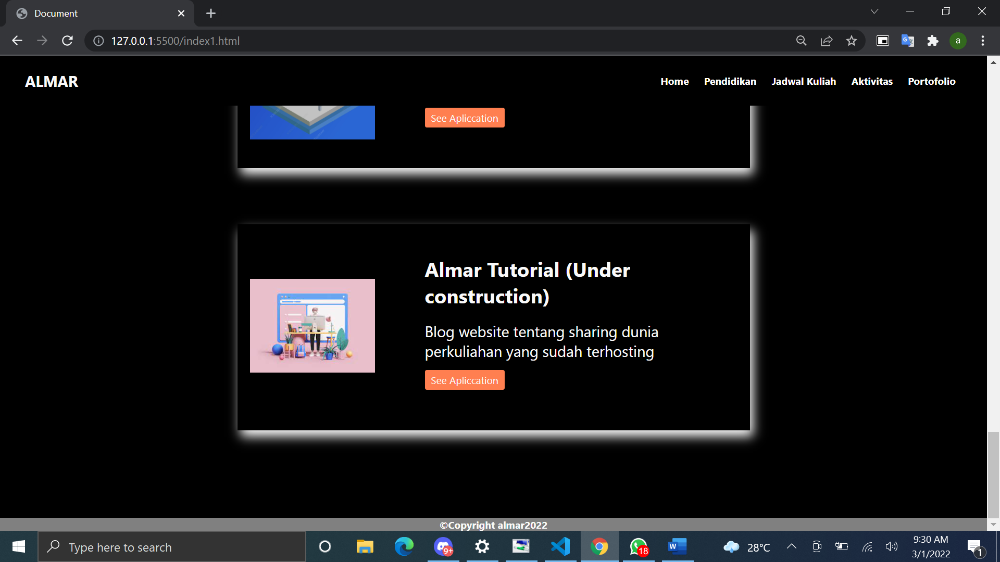 Document
127.0.0.1:5500/index1.html
a
ALMAR
Home Pendidikan Jadwal Kuliah Aktivitas Portofolio
See Apliccation
Almar Tutorial (Under
construction)
Blog website tentang sharing dunia
perkuliahan yang sudah terhosting
See Apliccation
©Copyright almar2022
Type here to search
9+
18
W
28°C
9:30 AM
3/1/2022
1